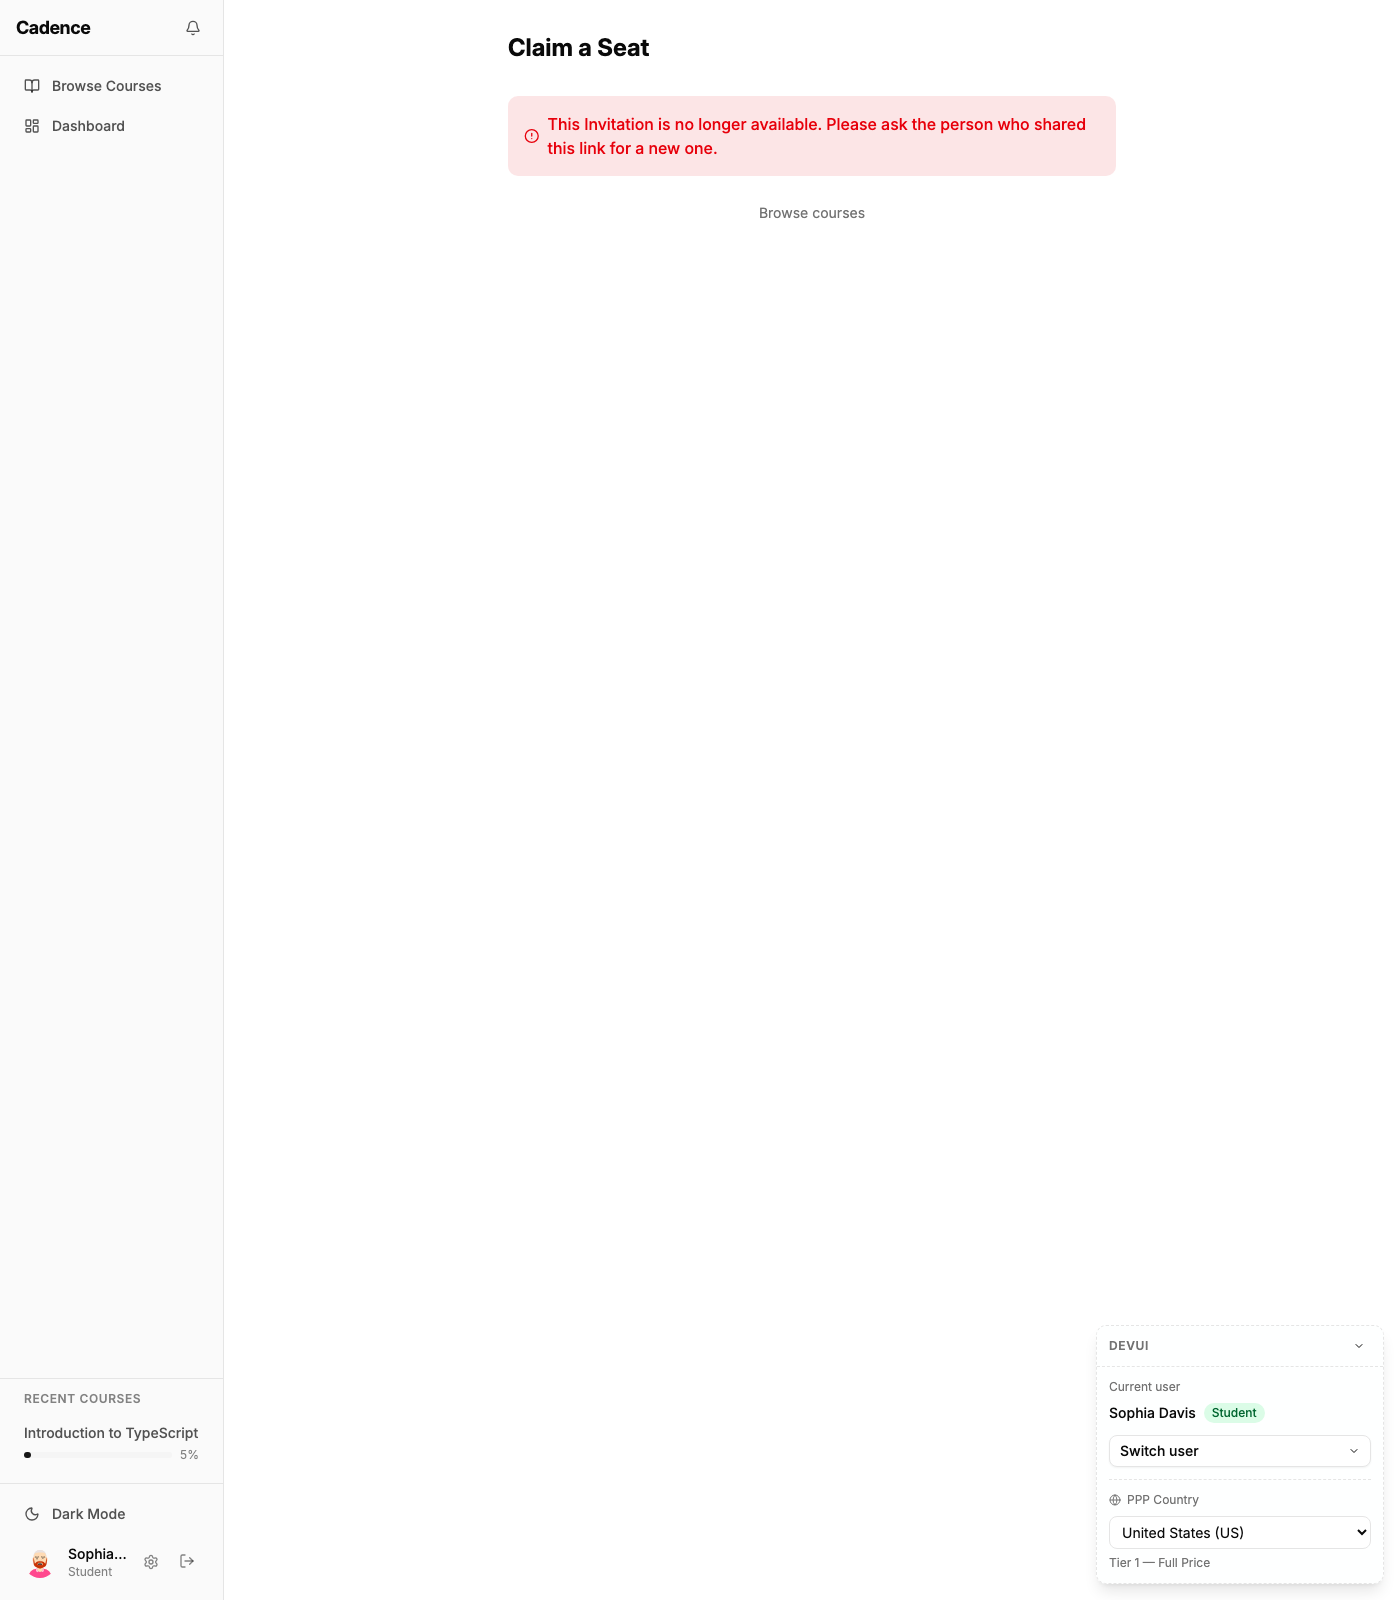 Cadence
Browse Courses
Dashboard
Claim a Seat
This Invitation is no longer available. Please ask the person who shared
this link for a new one.
Browse courses
RECENT COURSES
Introduction to TypeScript
5%
Dark Mode
Sophia...
Student
DEVUI
Current user
Sophia Davis Student
Switch user
PPP Country
United States (US)
Tier 1 — Full Price